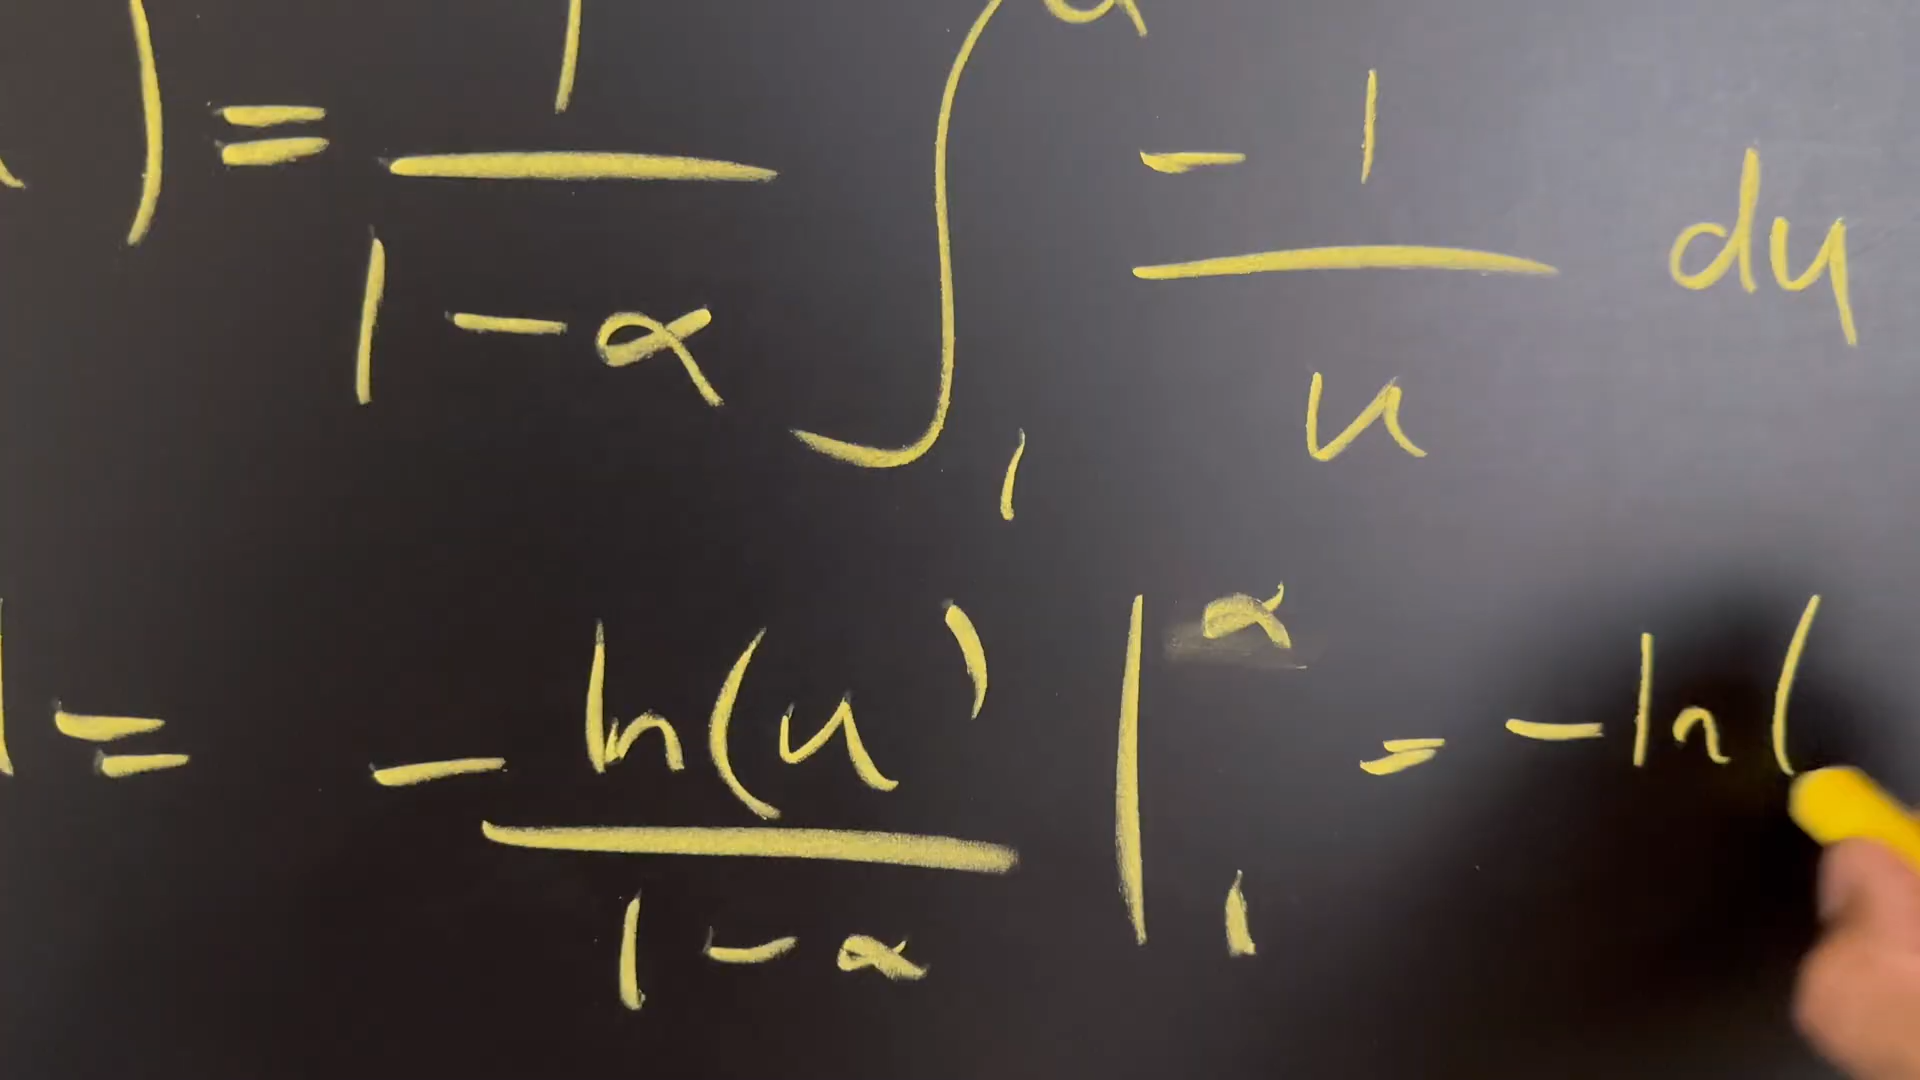 ) = 1/(1-α) ∫₁^α -1/u du
= -ln(u)/(1-α) |₁^α = -ln(